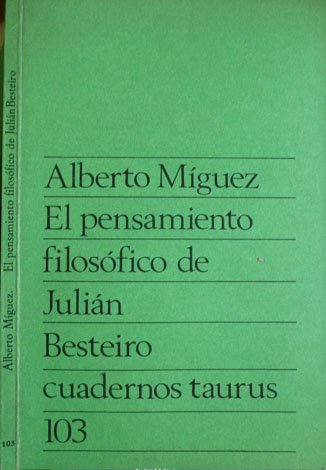 Alberto Míguez
El pensamiento
filosófico de
Julián
Besteiro
cuadernos taurus
103
Alberto Míguez. El pensamiento filosófico de Julián Besteiro
103